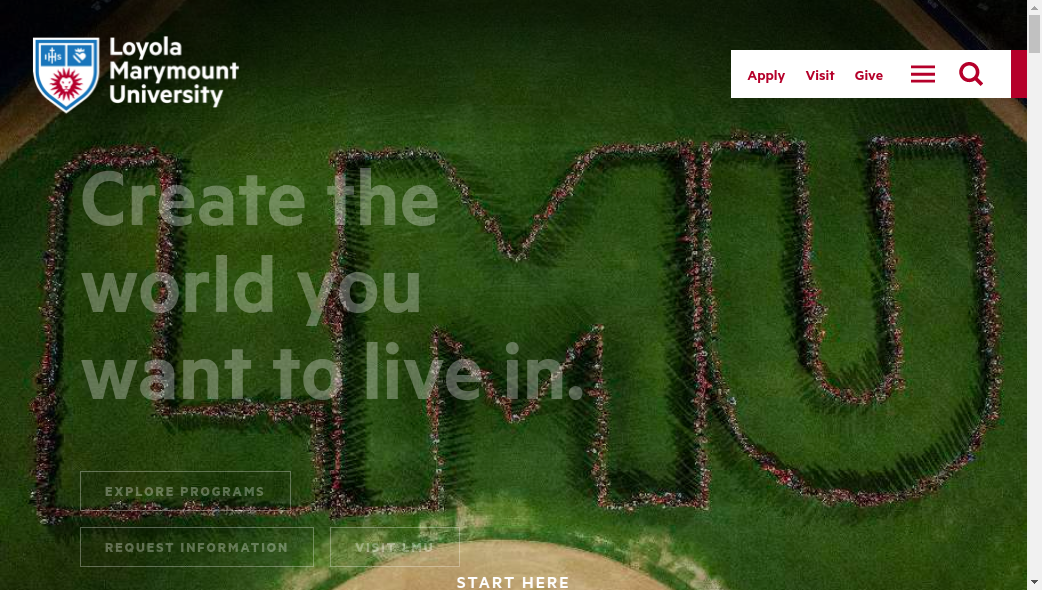 Loyola
Marymount
University
Apply Visit Give
LMU
Create the
world you
want to live in.
EXPLORE PROGRAMS
REQUEST INFORMATION VISIT LMU
START HERE